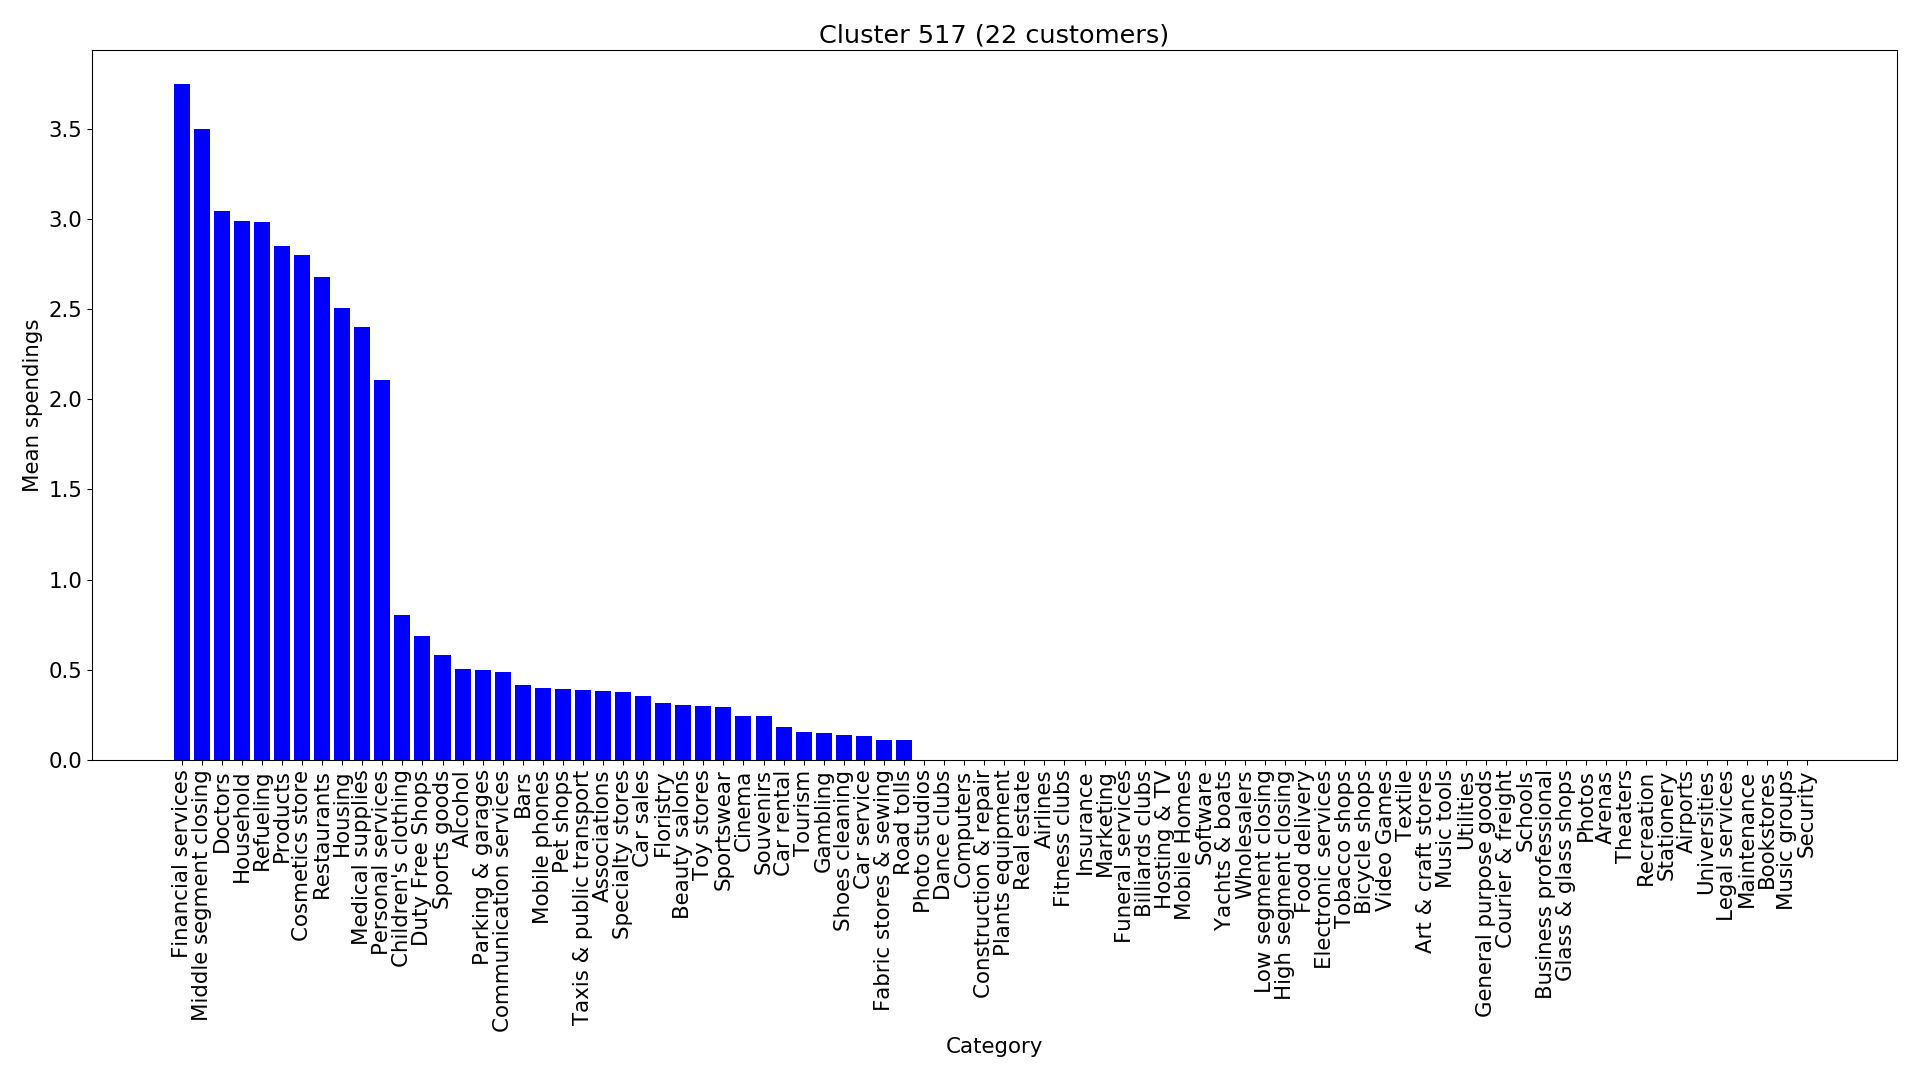 Cluster 517 (22 customers)
Mean spendings
3.5
3.0
2.5
2.0
1.5
1.0
0.5
0.0
Financial services
Middle segment closing
Doctors
Household
Refueling
Products
Cosmetics store
Restaurants
Housing
Medical supplies
Personal services
Children's clothing
Duty Free Shops
Sports goods
Alcohol
Parking & garages
Communication services
Bars
Mobile phones
Pet shops
Taxis & public transport
Associations
Specialty stores
Car sales
Floristry
Beauty salons
Toy stores
Sportswear
Cinema
Souvenirs
Car rental
Tourism
Gambling
Shoes cleaning
Car service
Fabric stores & sewing
Road tolls
Photo studios
Dance clubs
Computers
Construction & repair
Plants equipment
Real estate
Airlines
Fitness clubs
Insurance
Marketing
Funeral services
Billiards clubs
Hosting & TV
Mobile Homes
Software
Yachts & boats
Wholesalers
Low segment closing
High segment closing
Food delivery
Electronic services
Tobacco shops
Bicycle shops
Video Games
Textile
Art & craft stores
Music tools
Utilities
General purpose goods
Courier & freight
Schools
Business professional
Glass & glass shops
Photos
Arenas
Theaters
Recreation
Stationery
Airports
Universities
Legal services
Maintenance
Bookstores
Music groups
Security
Category